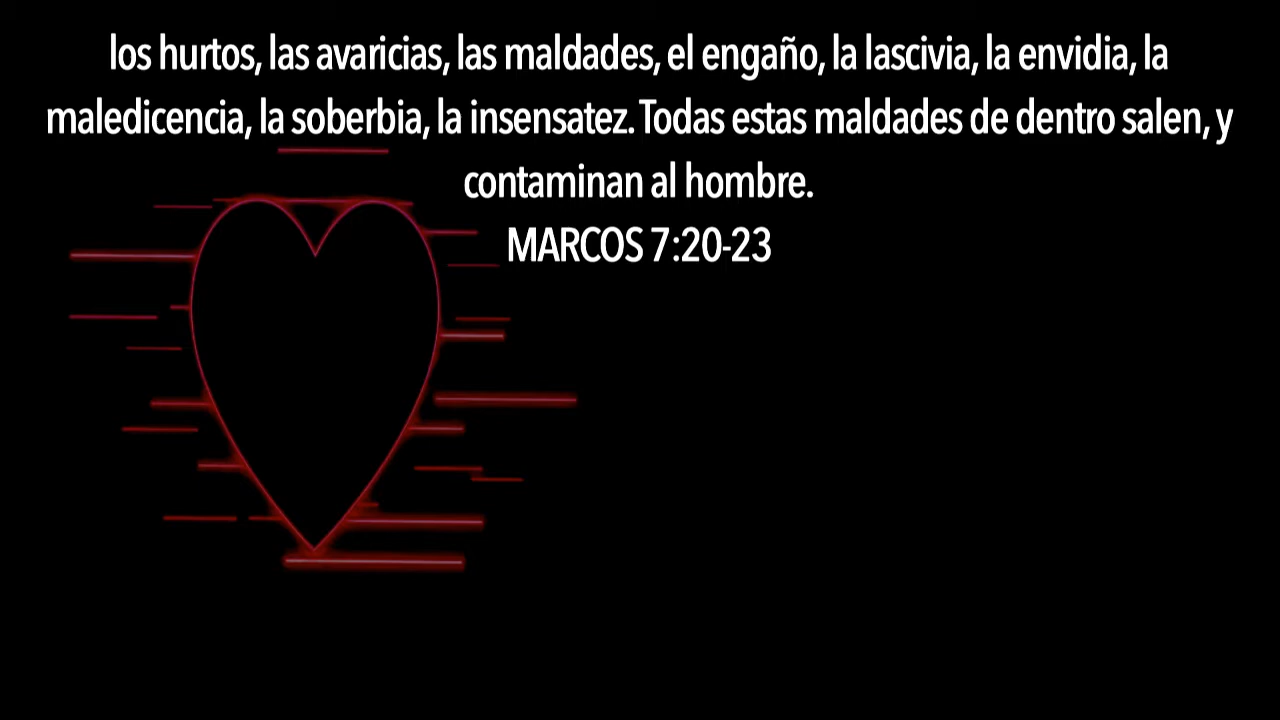 los hurtos, las avaricias, las maldades, el engaño, la lascivia, la envidia, la
maledicencia, la soberbia, la insensatez. Todas estas maldades de dentro salen, y
contaminan al hombre.
MARCOS 7:20-23